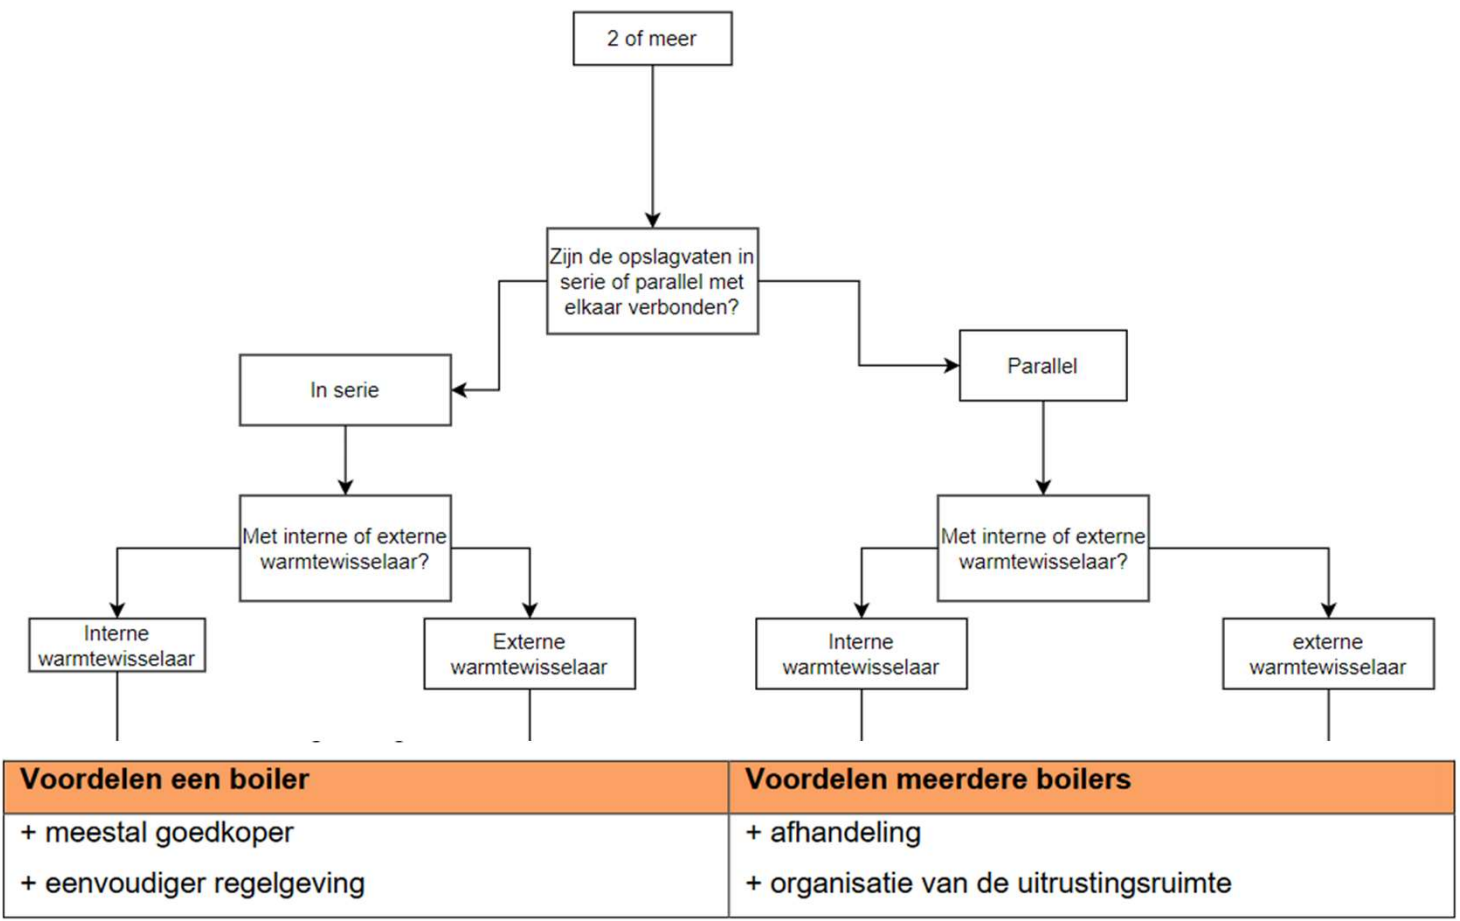 2 of meer
Zijn de opslagvaten in
serie of parallel met
elkaar verbonden?
In serie
Parallel
Met interne of externe
warmtewisselaar?
Met interne of externe
warmtewisselaar?
Interne
warmtewisselaar
Externe
warmtewisselaar
Interne
warmtewisselaar
externe
warmtewisselaar
Voordelen een boiler
Voordelen meerdere boilers
+ meestal goedkoper
+ afhandeling
+ eenvoudiger regelgeving
+ organisatie van de uitrustingsruimte